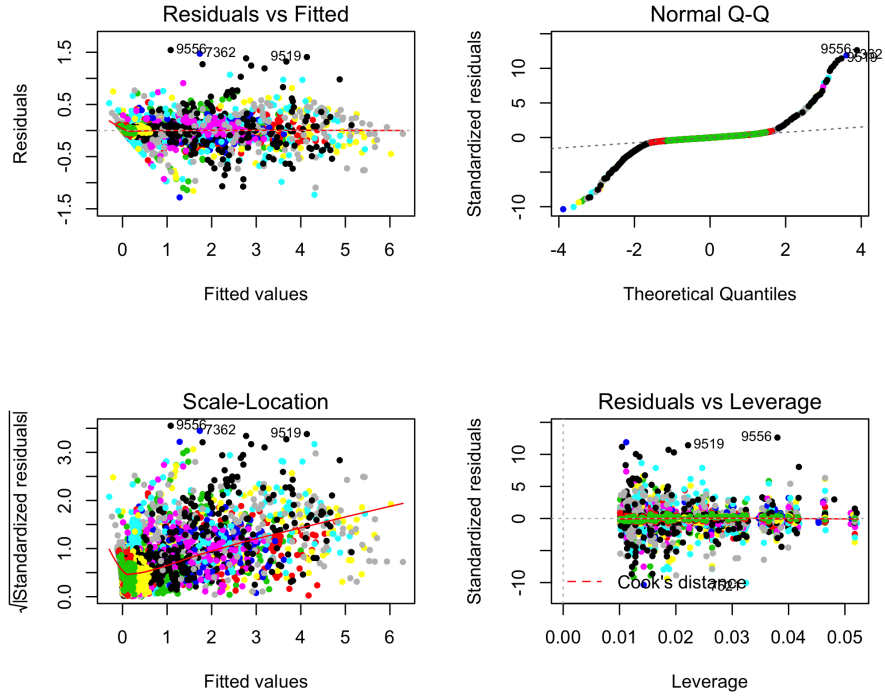 Residuals vs Fitted
Residuals
1.5
0.5
-0.5
-1.5
9556
7362
9519
0 1 2 3 4 5 6
Fitted values
Normal Q-Q
Standardized residuals
10
5
0
-10
9556
7362
9519
-4 -2 0 2 4
Theoretical Quantiles
Scale-Location
√|Standardized residuals|
3.0
2.0
1.0
0.0
9556
7362
9519
0 1 2 3 4 5 6
Fitted values
Residuals vs Leverage
Standardized residuals
10
5
0
-10
9519
9556
Cook's distance
0.00 0.01 0.02 0.03 0.04 0.05
Leverage